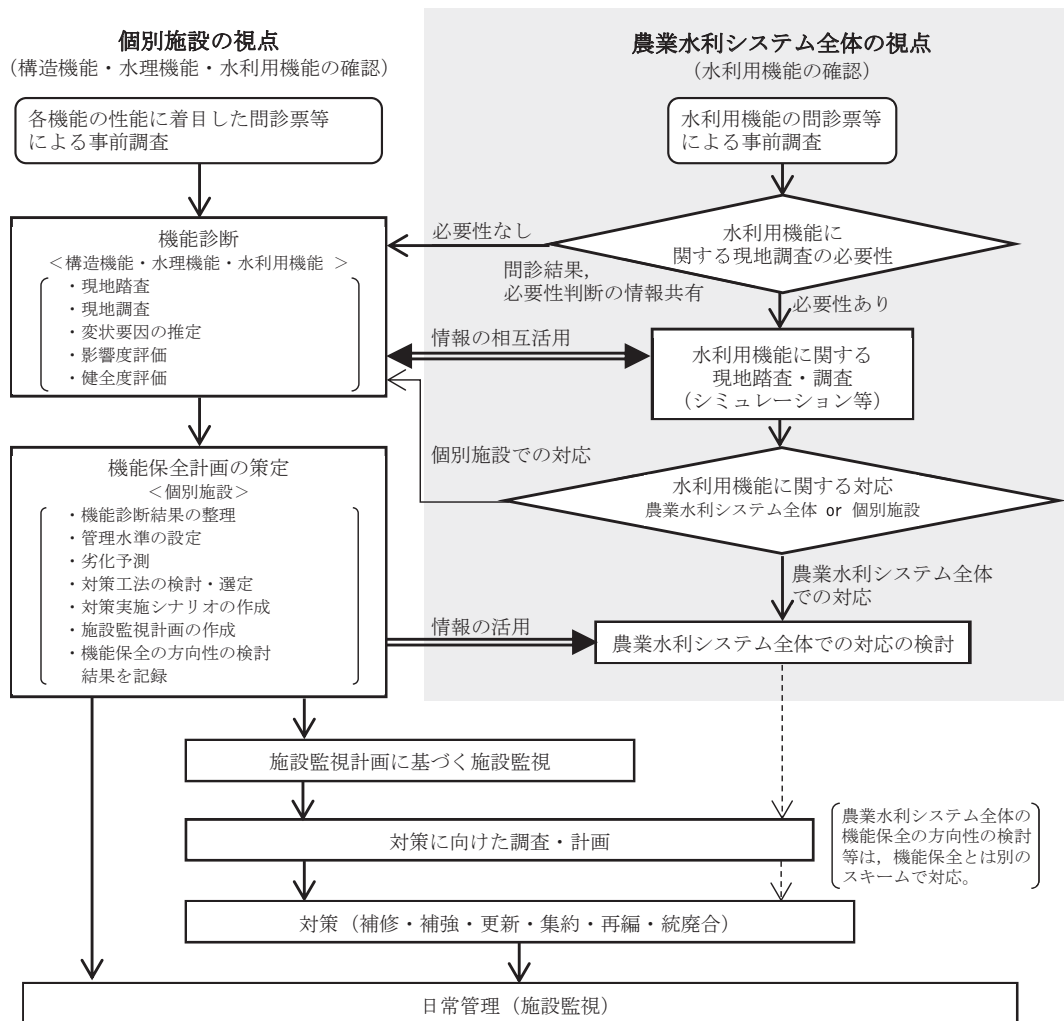 個別施設の視点
（構造機能・水理機能・水利用機能の確認）
各機能の性能に着目した問診票等
による事前調査
機能診断
＜構造機能・水理機能・水利用機能 ＞
・現地踏査
・現地調査
・変状要因の推定
・影響度評価
・健全度評価
機能保全計画の策定
＜個別施設＞
・機能診断結果の整理
・管理水準の設定
・劣化予測
・対策工法の検討・選定
・対策実施シナリオの作成
・施設監視計画の作成
・機能保全の方向性の検討
結果を記録
農業水利システム全体の視点
（水利用機能の確認）
水利用機能の問診票等
による事前調査
水利用機能に
関する現地調査の必要性
必要性なし
問診結果，
必要性判断の情報共有
必要性あり
情報の相互活用
水利用機能に関する
現地踏査・調査
（シミュレーション等）
個別施設での対応
水利用機能に関する対応
農業水利システム全体 or 個別施設
農業水利システム全体
での対応
情報の活用
農業水利システム全体での対応の検討
施設監視計画に基づく施設監視
対策に向けた調査・計画
農業水利システム全体の
機能保全の方向性の検討
等は，機能保全とは別の
スキームで対応。
対策（補修・補強・更新・集約・再編・統廃合）
日常管理（施設監視）